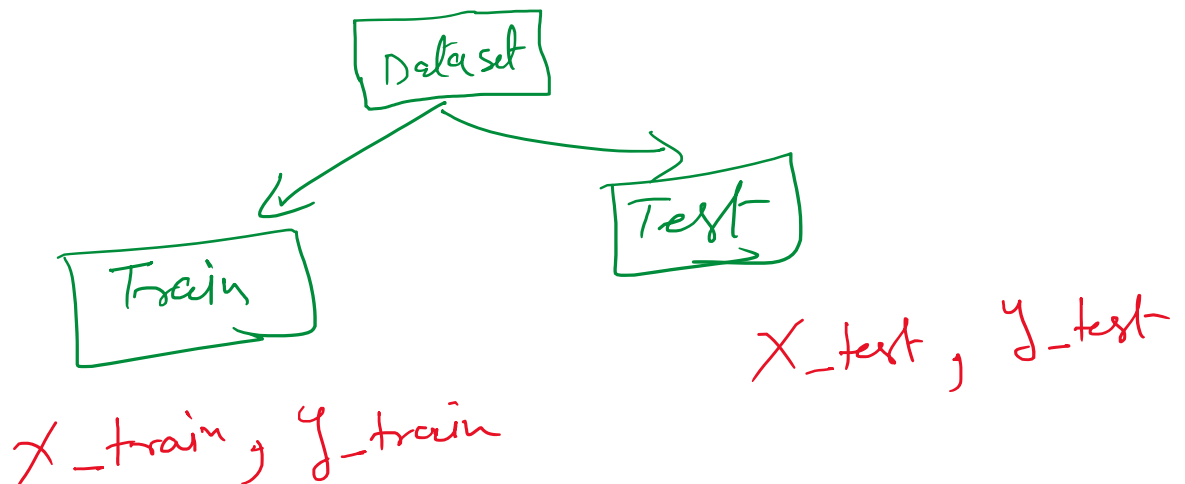 Dataset
Test
Train
X_test, y_test
X_train, y_train